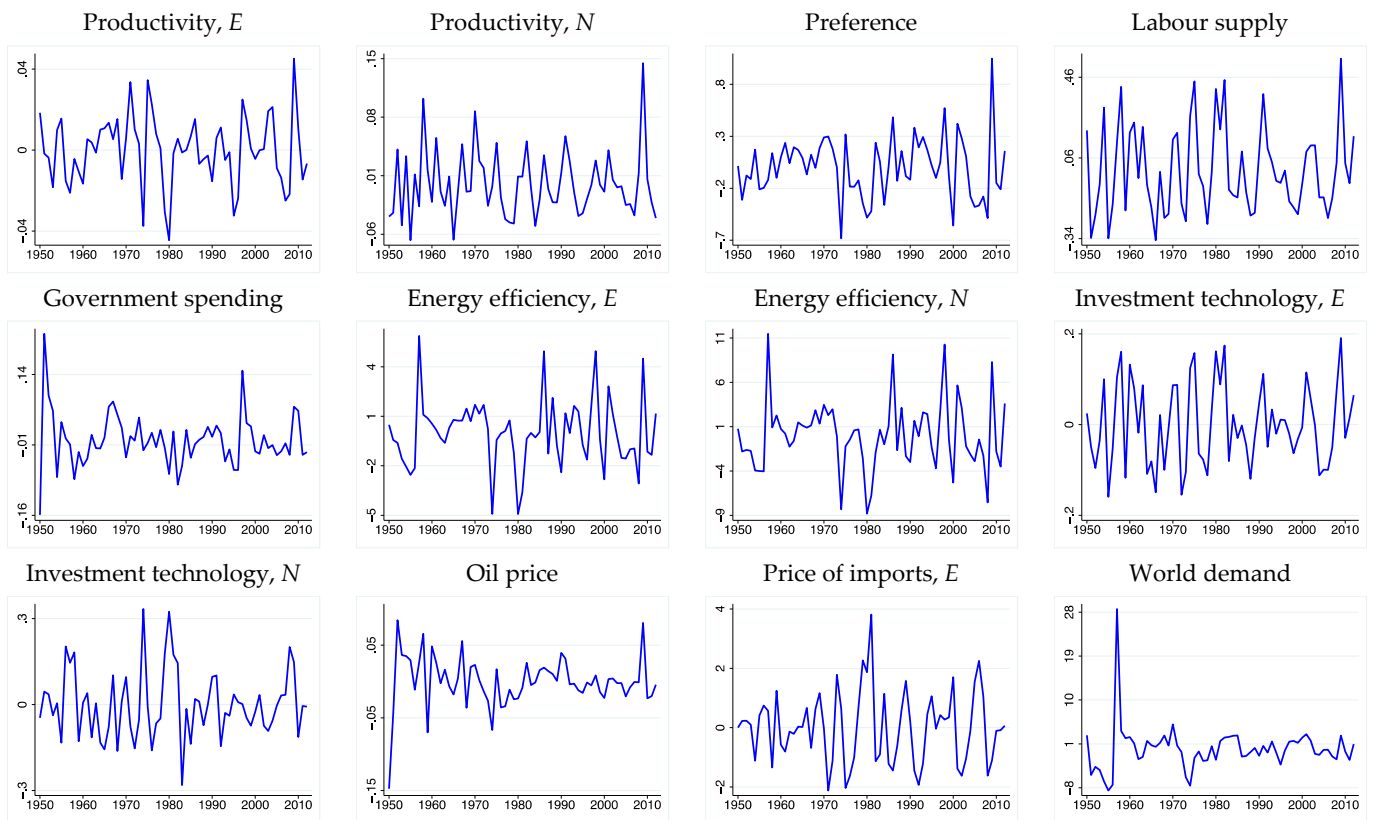 Productivity, E Productivity, N Preference Labour supply
.04 .15 .8 .46
0 .08 .3 .06
-.04 .01 -.2 -.34
-.06 -.7
1950 1960 1970 1980 1990 2000 2010 1950 1960 1970 1980 1990 2000 2010 1950 1960 1970 1980 1990 2000 2010 1950 1960 1970 1980 1990 2000 2010
Government spending Energy efficiency, E Energy efficiency, N Investment technology, E
.14 4 11 .2
-.01 1 6 0
-.16 -2 1 -.2
-5 -4
-9
1950 1960 1970 1980 1990 2000 2010 1950 1960 1970 1980 1990 2000 2010 1950 1960 1970 1980 1990 2000 2010 1950 1960 1970 1980 1990 2000 2010
Investment technology, N Oil price Price of imports, E World demand
.3 .05 4 28
0 -.05 2 19
-.3 -.15 0 10
-2 1
-8
1950 1960 1970 1980 1990 2000 2010 1950 1960 1970 1980 1990 2000 2010 1950 1960 1970 1980 1990 2000 2010 1950 1960 1970 1980 1990 2000 2010